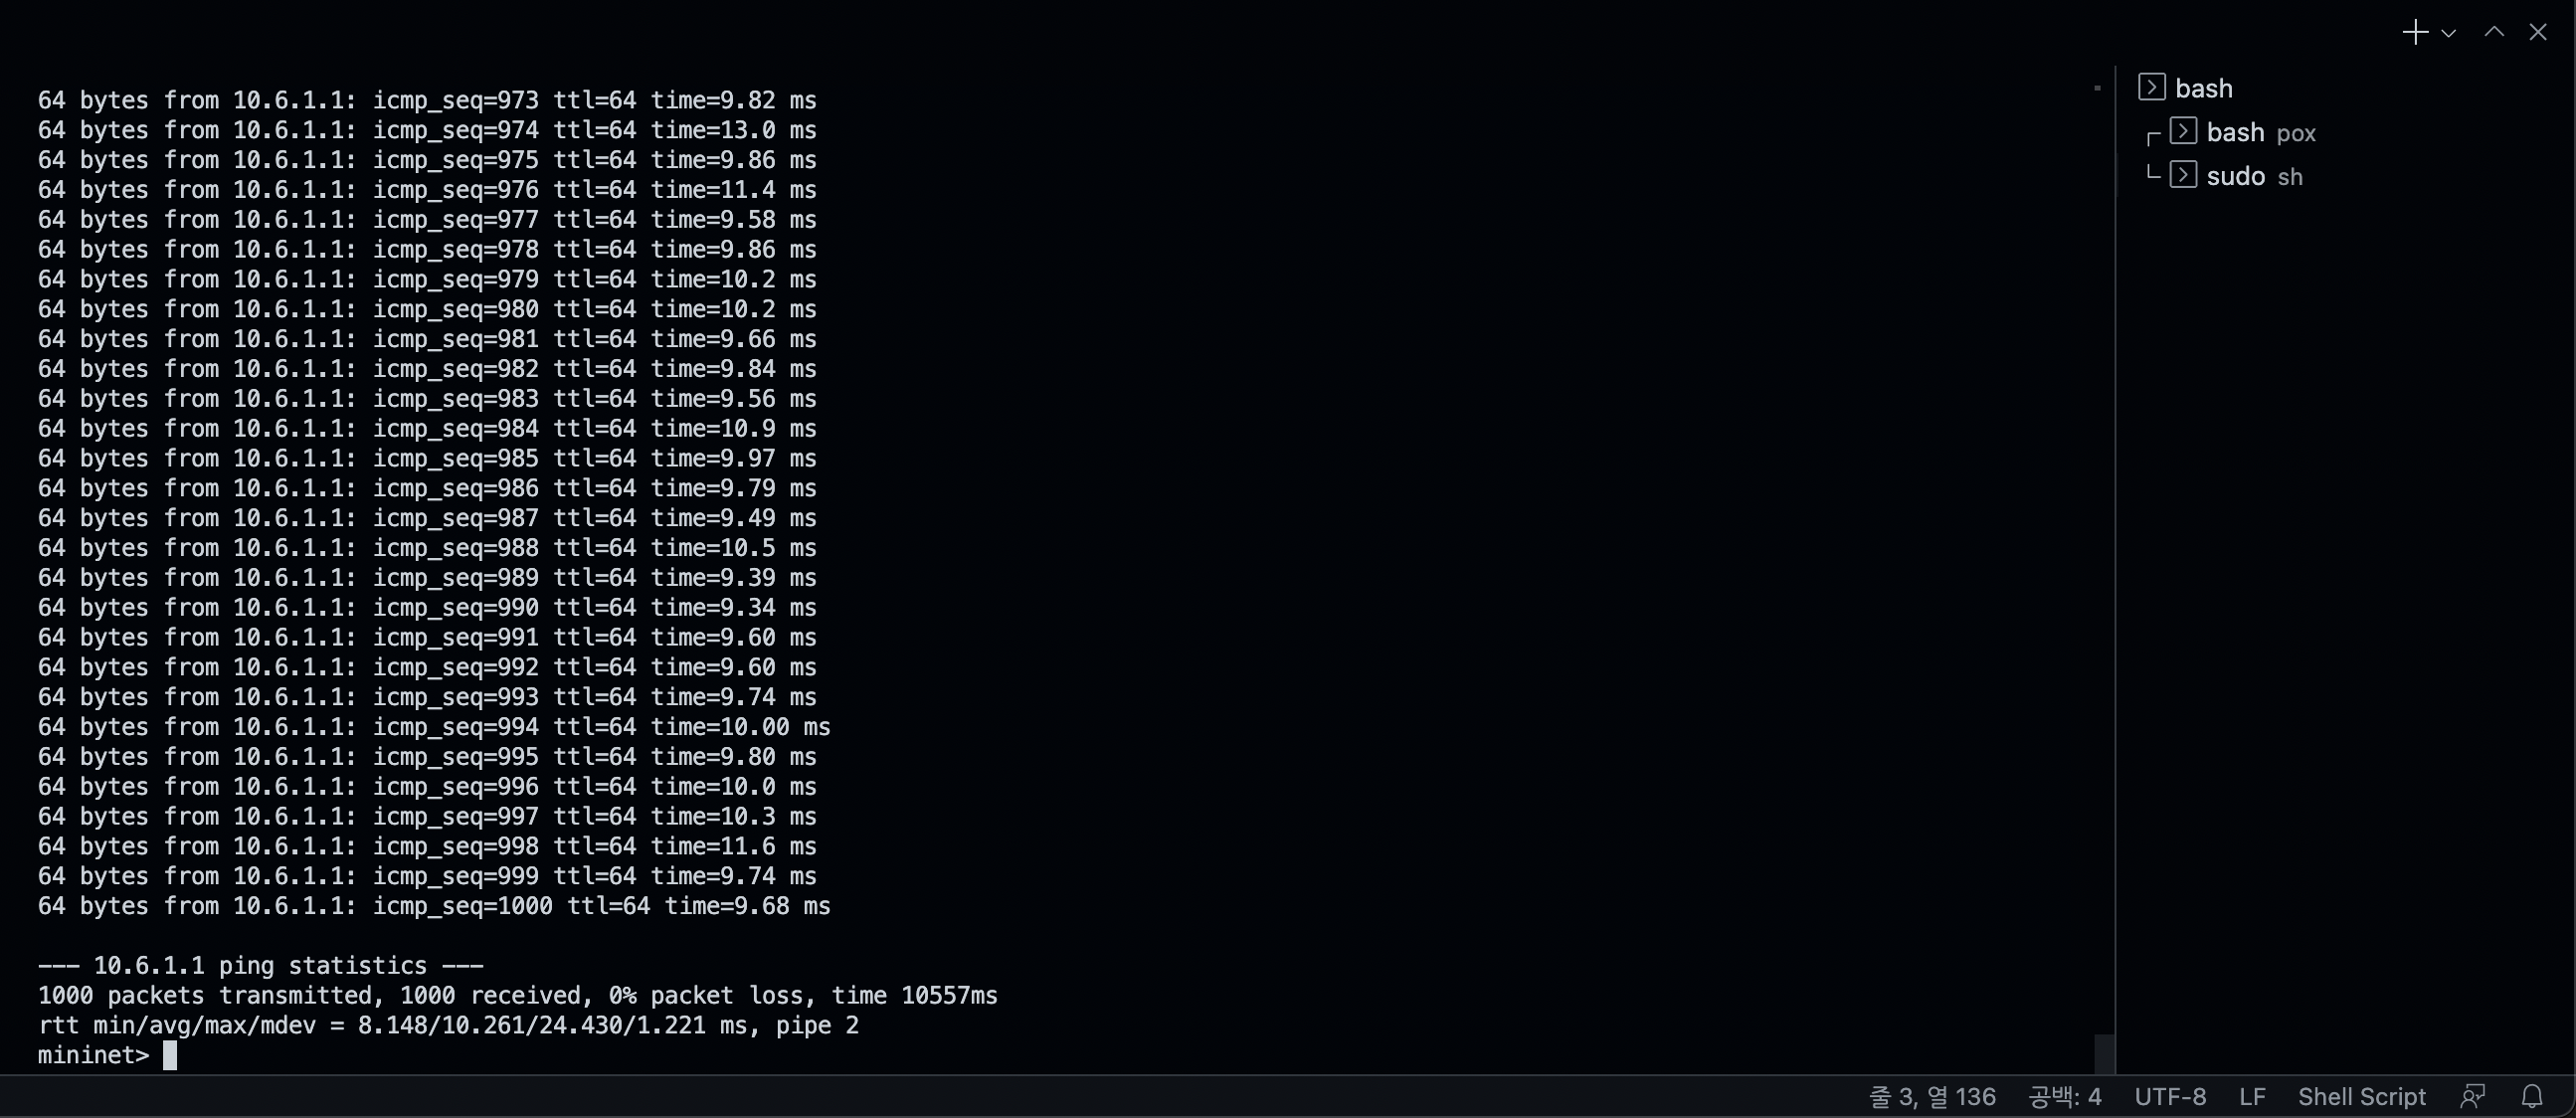 64 bytes from 10.6.1.1: icmp_seq=973 ttl=64 time=9.82 ms
64 bytes from 10.6.1.1: icmp_seq=974 ttl=64 time=13.0 ms
64 bytes from 10.6.1.1: icmp_seq=975 ttl=64 time=9.86 ms
64 bytes from 10.6.1.1: icmp_seq=976 ttl=64 time=11.4 ms
64 bytes from 10.6.1.1: icmp_seq=977 ttl=64 time=9.58 ms
64 bytes from 10.6.1.1: icmp_seq=978 ttl=64 time=9.86 ms
64 bytes from 10.6.1.1: icmp_seq=979 ttl=64 time=10.2 ms
64 bytes from 10.6.1.1: icmp_seq=980 ttl=64 time=10.2 ms
64 bytes from 10.6.1.1: icmp_seq=981 ttl=64 time=9.66 ms
64 bytes from 10.6.1.1: icmp_seq=982 ttl=64 time=9.84 ms
64 bytes from 10.6.1.1: icmp_seq=983 ttl=64 time=9.56 ms
64 bytes from 10.6.1.1: icmp_seq=984 ttl=64 time=10.9 ms
64 bytes from 10.6.1.1: icmp_seq=985 ttl=64 time=9.97 ms
64 bytes from 10.6.1.1: icmp_seq=986 ttl=64 time=9.79 ms
64 bytes from 10.6.1.1: icmp_seq=987 ttl=64 time=9.49 ms
64 bytes from 10.6.1.1: icmp_seq=988 ttl=64 time=10.5 ms
64 bytes from 10.6.1.1: icmp_seq=989 ttl=64 time=9.39 ms
64 bytes from 10.6.1.1: icmp_seq=990 ttl=64 time=9.34 ms
64 bytes from 10.6.1.1: icmp_seq=991 ttl=64 time=9.60 ms
64 bytes from 10.6.1.1: icmp_seq=992 ttl=64 time=9.60 ms
64 bytes from 10.6.1.1: icmp_seq=993 ttl=64 time=9.74 ms
64 bytes from 10.6.1.1: icmp_seq=994 ttl=64 time=10.00 ms
64 bytes from 10.6.1.1: icmp_seq=995 ttl=64 time=9.80 ms
64 bytes from 10.6.1.1: icmp_seq=996 ttl=64 time=10.0 ms
64 bytes from 10.6.1.1: icmp_seq=997 ttl=64 time=10.3 ms
64 bytes from 10.6.1.1: icmp_seq=998 ttl=64 time=11.6 ms
64 bytes from 10.6.1.1: icmp_seq=999 ttl=64 time=9.74 ms
64 bytes from 10.6.1.1: icmp_seq=1000 ttl=64 time=9.68 ms
--- 10.6.1.1 ping statistics ---
1000 packets transmitted, 1000 received, 0% packet loss, time 10557ms
rtt min/avg/max/mdev = 8.148/10.261/24.430/1.221 ms, pipe 2
mininet>
bash
bash pox
sudo sh
줄 3, 열 136 공백: 4 UTF-8 LF Shell Script